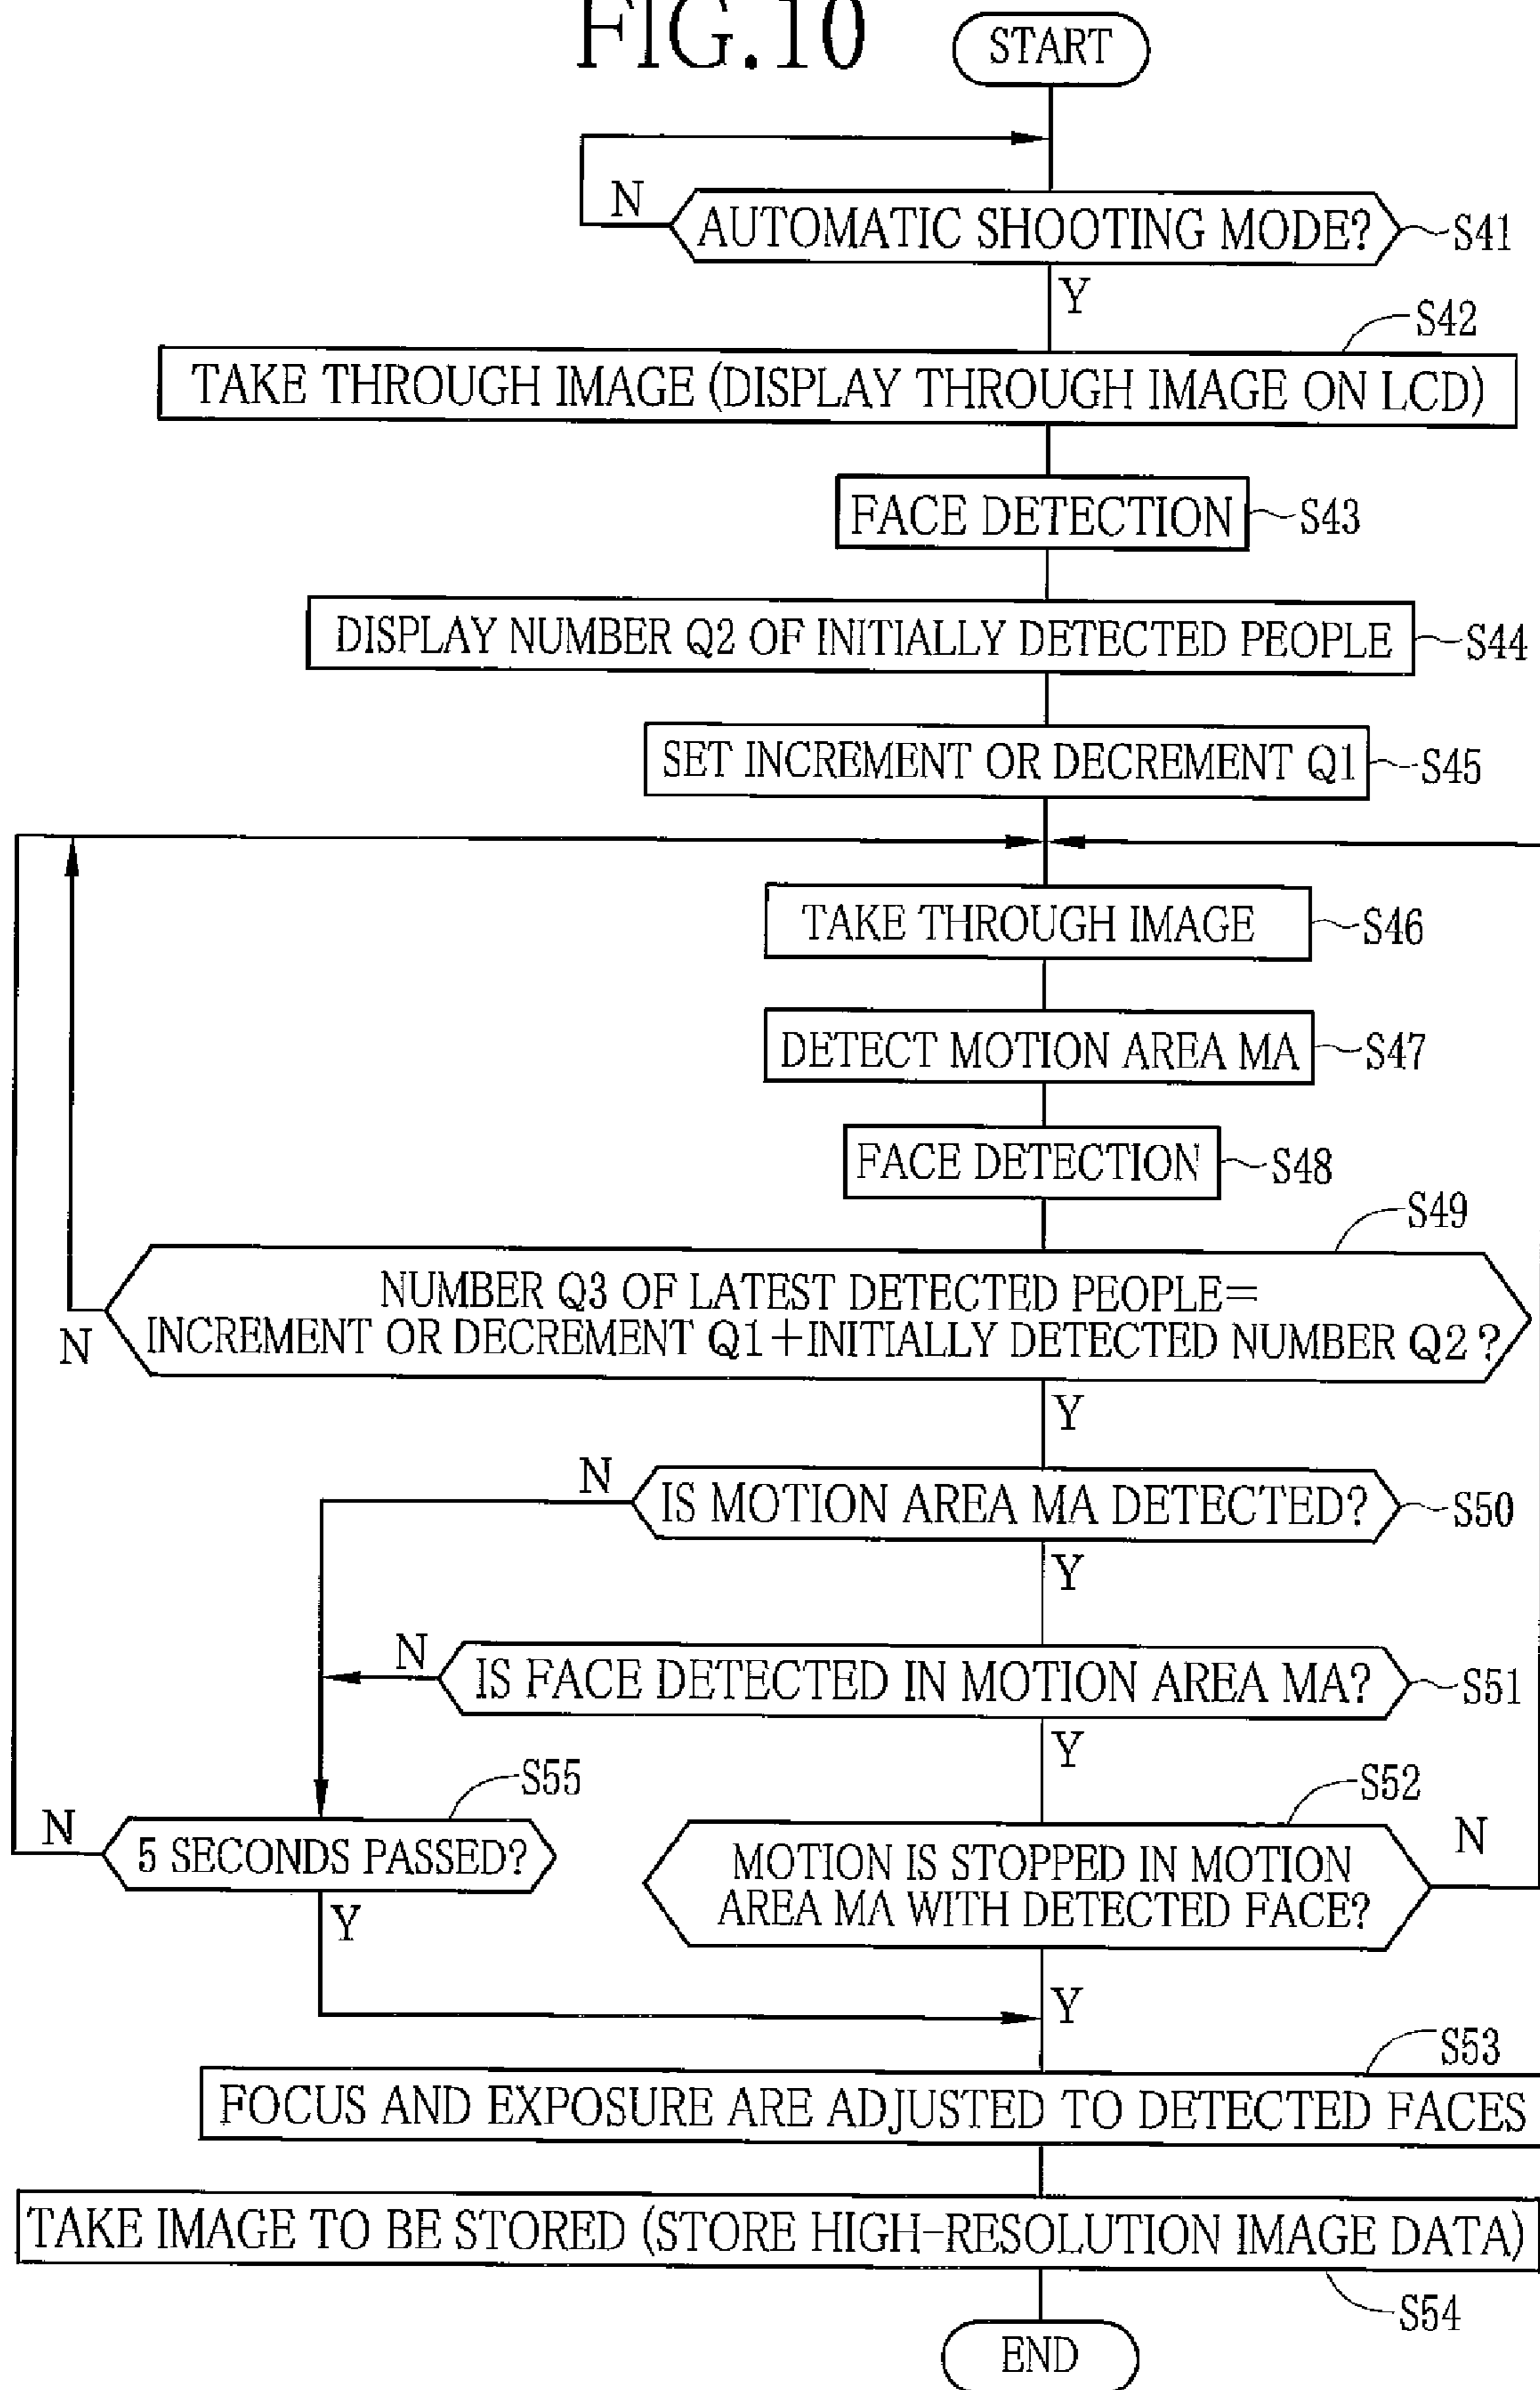 FIG.10
START
N
AUTOMATIC SHOOTING MODE?
S41
Y
S42
TAKE THROUGH IMAGE (DISPLAY THROUGH IMAGE ON LCD)
FACE DETECTION
S43
DISPLAY NUMBER Q2 OF INITIALLY DETECTED PEOPLE
S44
SET INCREMENT OR DECREMENT Q1
S45
TAKE THROUGH IMAGE
S46
DETECT MOTION AREA MA
S47
FACE DETECTION
S48
S49
NUMBER Q3 OF LATEST DETECTED PEOPLE=
INCREMENT OR DECREMENT Q1+INITIALLY DETECTED NUMBER Q2?
N
Y
N
IS MOTION AREA MA DETECTED?
S50
Y
N
IS FACE DETECTED IN MOTION AREA MA?
S51
Y
S55
N
5 SECONDS PASSED?
Y
S52
MOTION IS STOPPED IN MOTION
AREA MA WITH DETECTED FACE?
N
Y
S53
FOCUS AND EXPOSURE ARE ADJUSTED TO DETECTED FACES
TAKE IMAGE TO BE STORED (STORE HIGH-RESOLUTION IMAGE DATA)
S54
END